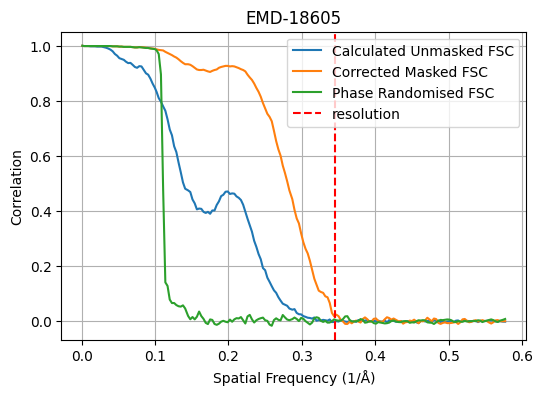 EMD-18605
Calculated Unmasked FSC
Corrected Masked FSC
Phase Randomised FSC
resolution
Correlation
1.0
0.8
0.6
0.4
0.2
0.0
0.0 0.1 0.2 0.3 0.4 0.5 0.6
Spatial Frequency (1/Å)